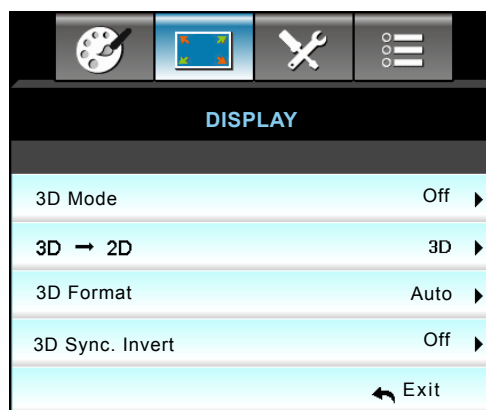 DISPLAY
3D Mode Off
3D → 2D 3D
3D Format Auto
3D Sync. Invert Off
Exit